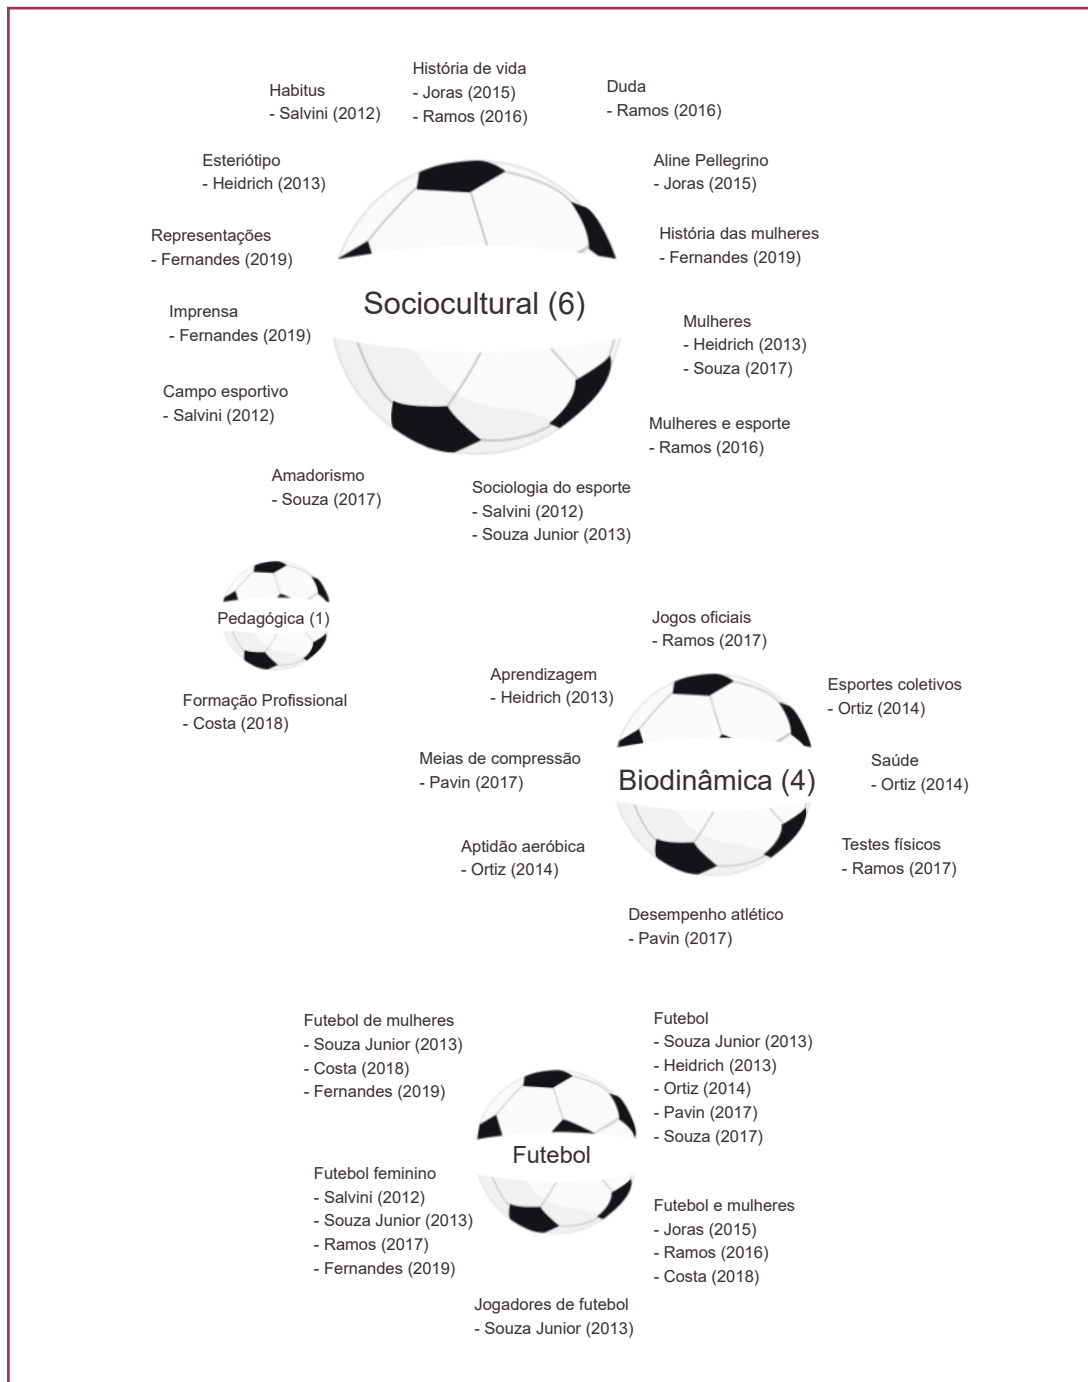 História de vida
- Joras (2015)
- Ramos (2016)
Habitus
- Salvini (2012)
Duda
- Ramos (2016)
Esteriótipo
- Heidrich (2013)
Aline Pellegrino
- Joras (2015)
Representações
- Fernandes (2019)
História das mulheres
- Fernandes (2019)
Sociocultural (6)
Imprensa
- Fernandes (2019)
Mulheres
- Heidrich (2013)
- Souza (2017)
Campo esportivo
- Salvini (2012)
Mulheres e esporte
- Ramos (2016)
Amadorismo
- Souza (2017)
Sociologia do esporte
- Salvini (2012)
- Souza Junior (2013)
Pedagógica (1)
Formação Profissional
- Costa (2018)
Jogos oficiais
- Ramos (2017)
Aprendizagem
- Heidrich (2013)
Esportes coletivos
- Ortiz (2014)
Meias de compressão
- Pavin (2017)
Biodinâmica (4)
Saúde
- Ortiz (2014)
Aptidão aeróbica
- Ortiz (2014)
Testes físicos
- Ramos (2017)
Desempenho atlético
- Pavin (2017)
Futebol de mulheres
- Souza Junior (2013)
- Costa (2018)
- Fernandes (2019)
Futebol
- Souza Junior (2013)
- Heidrich (2013)
- Ortiz (2014)
- Pavin (2017)
- Souza (2017)
Futebol
Futebol feminino
- Salvini (2012)
- Souza Junior (2013)
- Ramos (2017)
- Fernandes (2019)
Futebol e mulheres
- Joras (2015)
- Ramos (2016)
- Costa (2018)
Jogadores de futebol
- Souza Junior (2013)